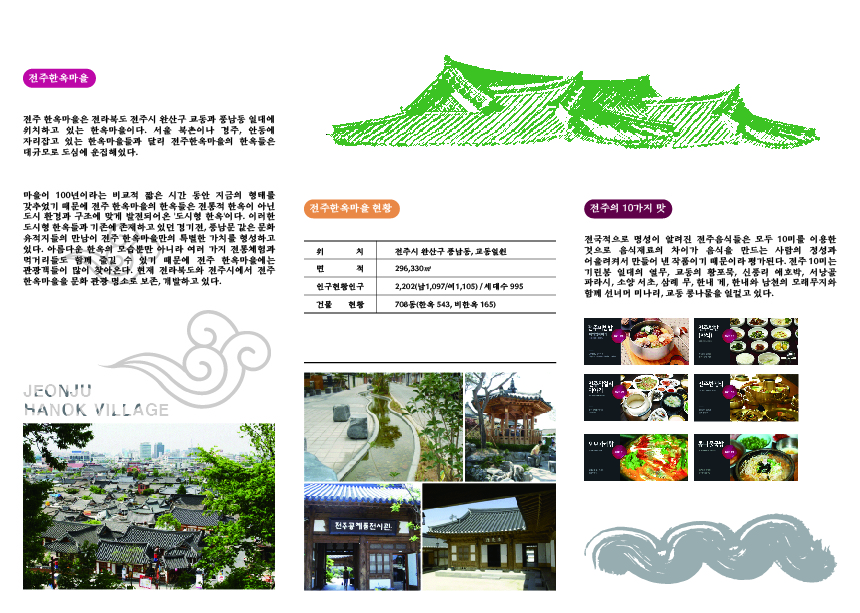 전주한옥마을
전주 한옥마을은 전라북도 전주시 완산구 교동과 풍남동 일대에
위치하고 있는 한옥마을이다. 서울 북촌이나 경주, 안동에
자리잡고 있는 한옥마을들과 달리 전주한옥마을의 한옥들은
대규모로 도심에 운집해있다.
마을이 100년이라는 비교적 짧은 시간 동안 지금의 형태를
갖추었기 때문에 전주 한옥마을의 한옥들은 전통적 한옥이 아닌
도시 환경과 구조에 맞게 발전되어온 '도시형 한옥'이다. 이러한
도시형 한옥들과 기존에 존재하고 있던 경기전, 풍남문 같은 문화
유적지들의 만남이 전주 한옥마을만의 특별한 가치를 형성하고
있다. 아름다운 한옥의 모습뿐만 아니라 여러 가지 전통체험과
먹거리들도 함께 즐길 수 있기 때문에 전주 한옥마을에는
관광객들이 많이 찾아온다. 현재 전라북도와 전주시에서 전주
한옥마을을 문화 관광 명소로 보존, 개발하고 있다.
JEONJU
HANOK VILLAGE
전주한옥마을 현황
위 치 전주시 완산구 풍남동, 교동일원
면 적 296,330㎡
인구현황인구 2,202(남1,097/여1,105) / 세대수 995
건물 현황 708동(한옥 543, 비한옥 165)
전주공예품전시관
전주의 10가지 맛
전국적으로 명성이 알려진 전주음식들은 모두 10미를 이용한
것으로 음식재료의 차이가 음식을 만드는 사람의 정성과
어울려져서 만들어 낸 작품이기 때문이라 평가된다. 전주 10미는
기린봉 일대의 열무, 교동의 황포묵, 신풍리 애호박, 서낭골
파라시, 소양 서초, 삼례 무, 한내 게, 한내와 남천의 모래무지와
함께 선너머 미나리, 교동 콩나물을 일컫고 있다.
전주비빔밥
전주한정식
콩나물국밥